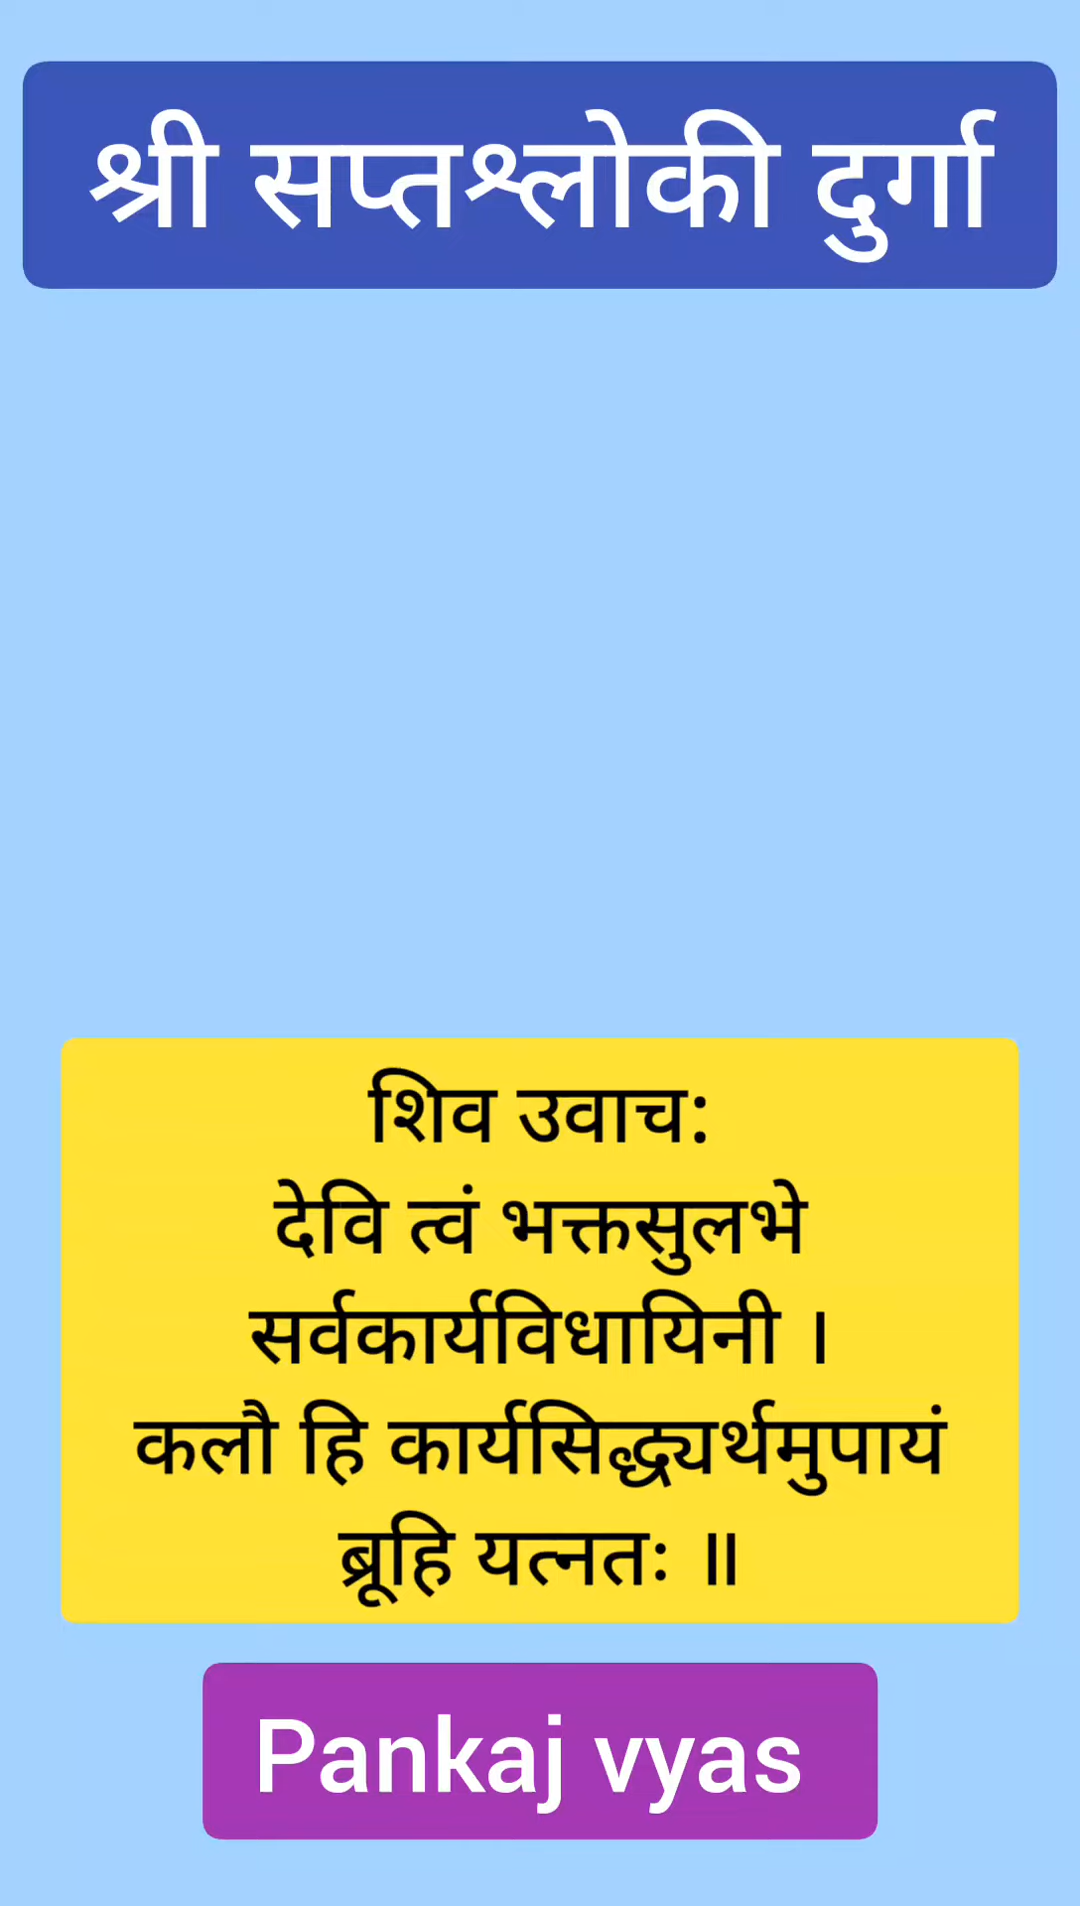 श्री सप्तश्लोकी दुर्गा
शिव उवाच:
देवि त्वं भक्तसुलभे
सर्वकार्यविधायिनी ।
कलौ हि कार्यसिद्ध्यर्थमुपायं
ब्रूहि यत्नतः ॥
Pankaj vyas